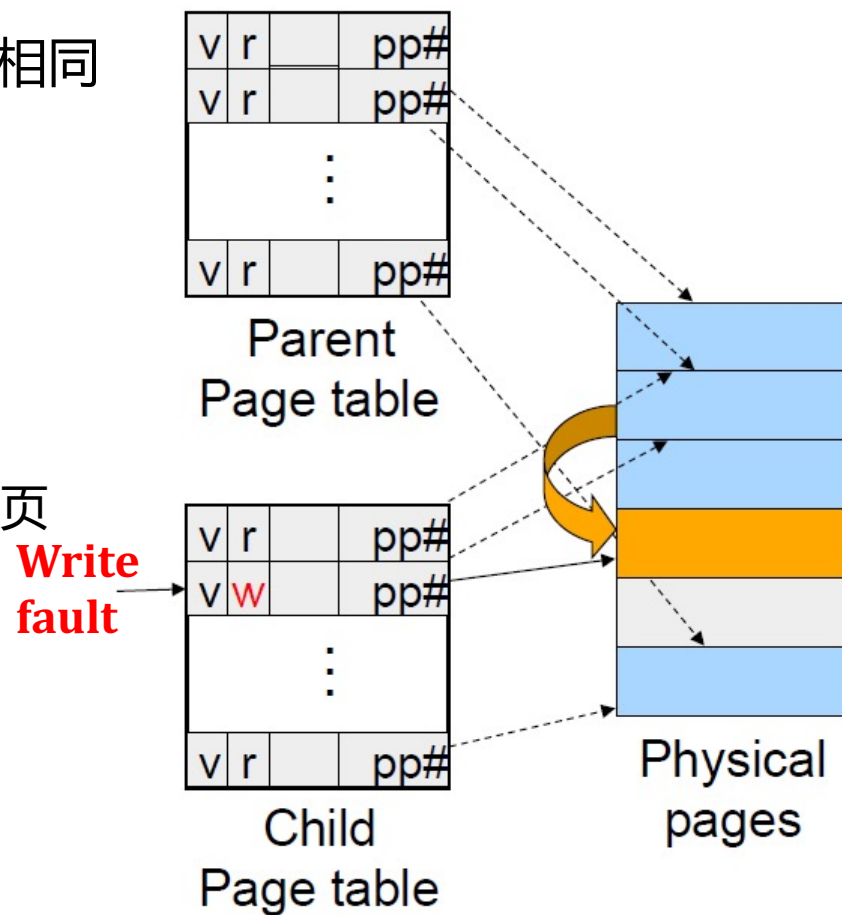 相同
v r pp#
v r pp#
⋮
v r pp#
Parent
Page table
页
Write
fault
v r pp#
v w pp#
⋮
v r pp#
Child
Page table
Physical
pages